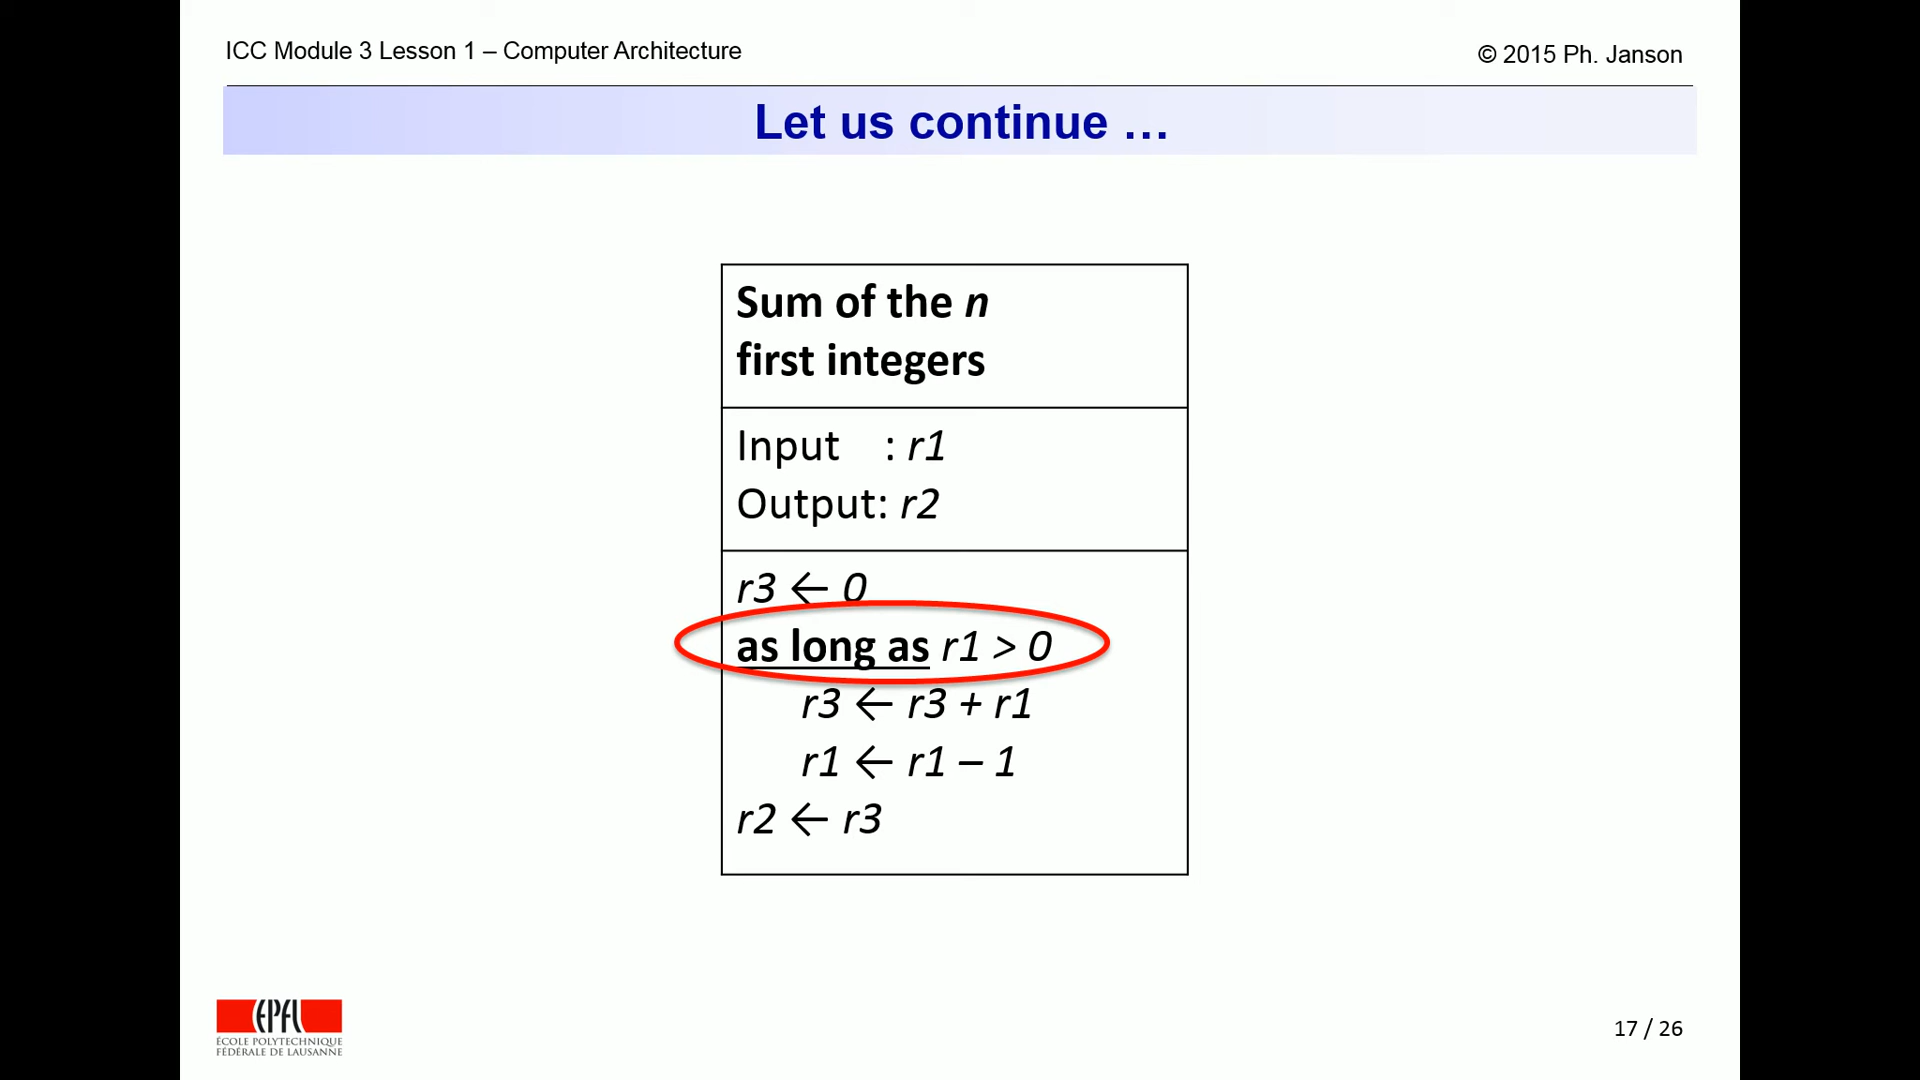 ICC Module 3 Lesson 1 – Computer Architecture
© 2015 Ph. Janson
Let us continue …
Sum of the n
first integers
Input : r1
Output: r2
r3 ← 0
as long as r1 > 0
r3 ← r3 + r1
r1 ← r1 – 1
r2 ← r3
EPFL
ÉCOLE POLYTECHNIQUE
FÉDÉRALE DE LAUSANNE
17 / 26